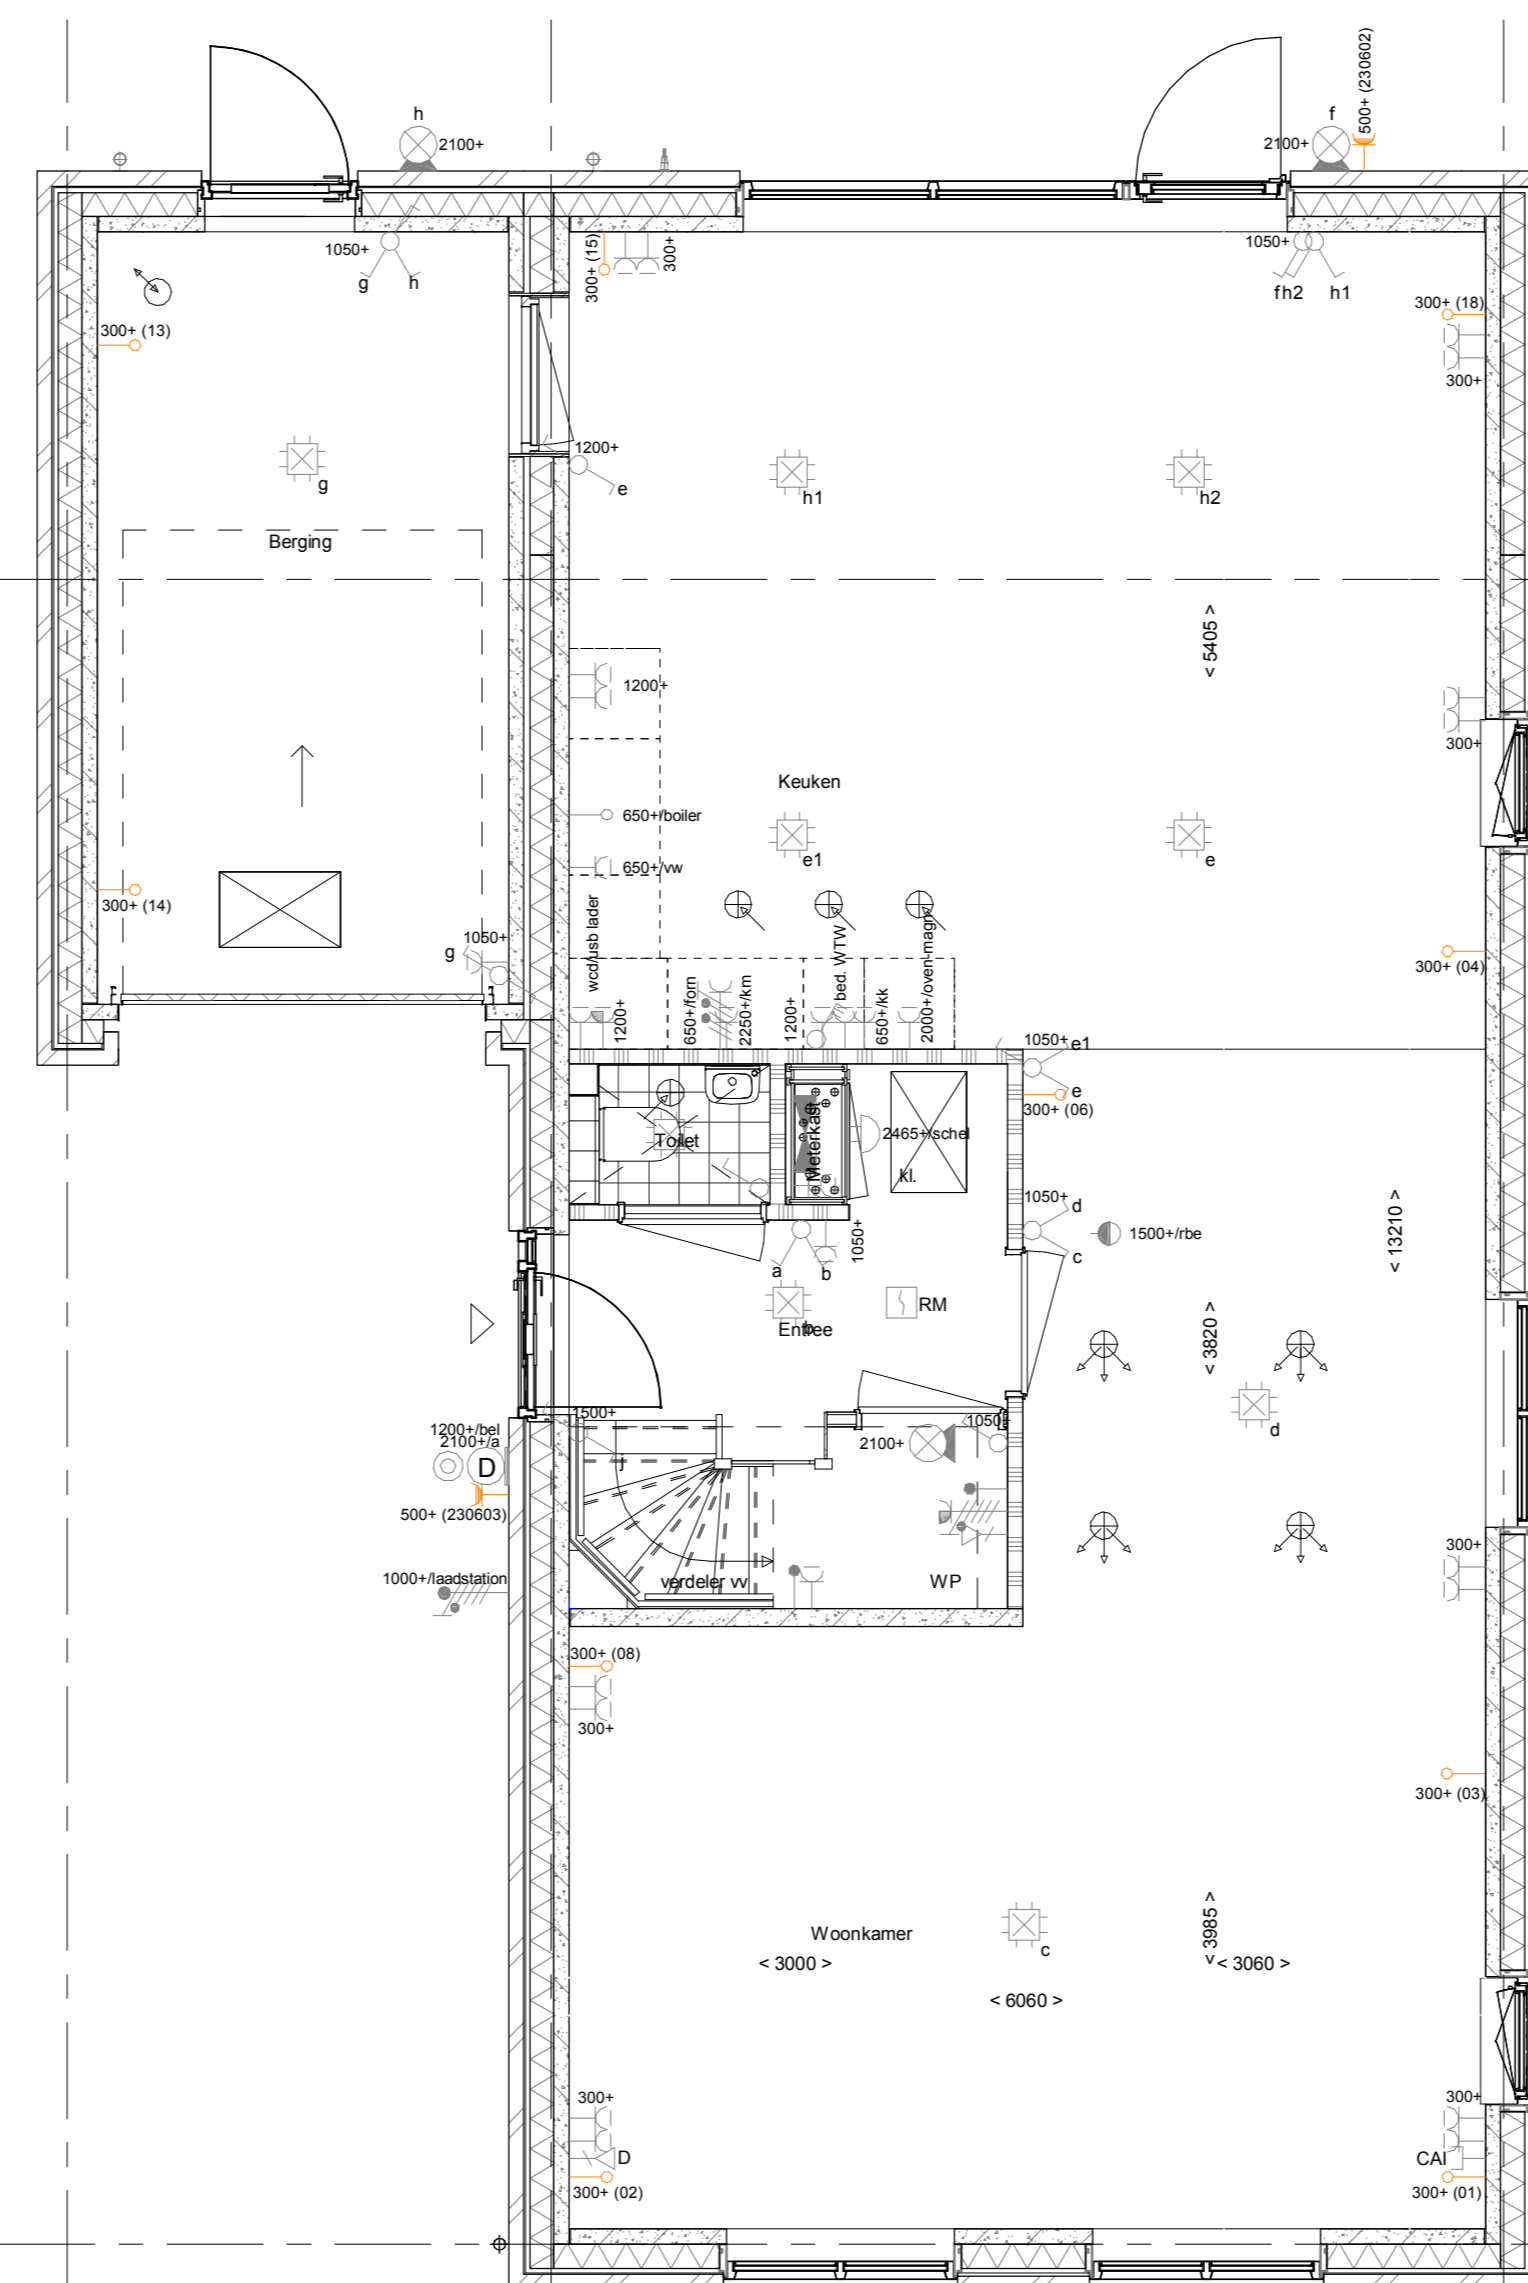 500+ (230602)
h
2100+
f
2100+
1050+
g
h
300+ (15)
300+
1050+
f h2
h1
300+ (13)
300+ (18)
300+
1200+
e
g
h1
h2
Berging
< 5405 >
1200+
300+
Keuken
650+/boiler
e1
e
650+/vw
300+ (14)
wcd/usb lader
bed. WTW
g
1050+
300+ (04)
1200+
650+/forn
2250+/km
1200+
650+/kk
2000+/oven-magn
1050+
e1
e
300+ (06)
Toilet
Meterkast
2465+/schel
kl.
1050+
d
c
1500+/rbe
< 13210 >
1050+
a
b
RM
Entree
b
< 3820 >
d
1500+
j
1200+/bel
2100+/a
D
500+ (230603)
2100+
1050+
1000+/laadstation
verdeler vv
WP
300+
300+ (08)
300+
300+ (03)
Woonkamer
c
< 3985 >
< 3000 >
< 3060 >
< 6060 >
300+
300+
D
CAI
300+ (02)
300+ (01)